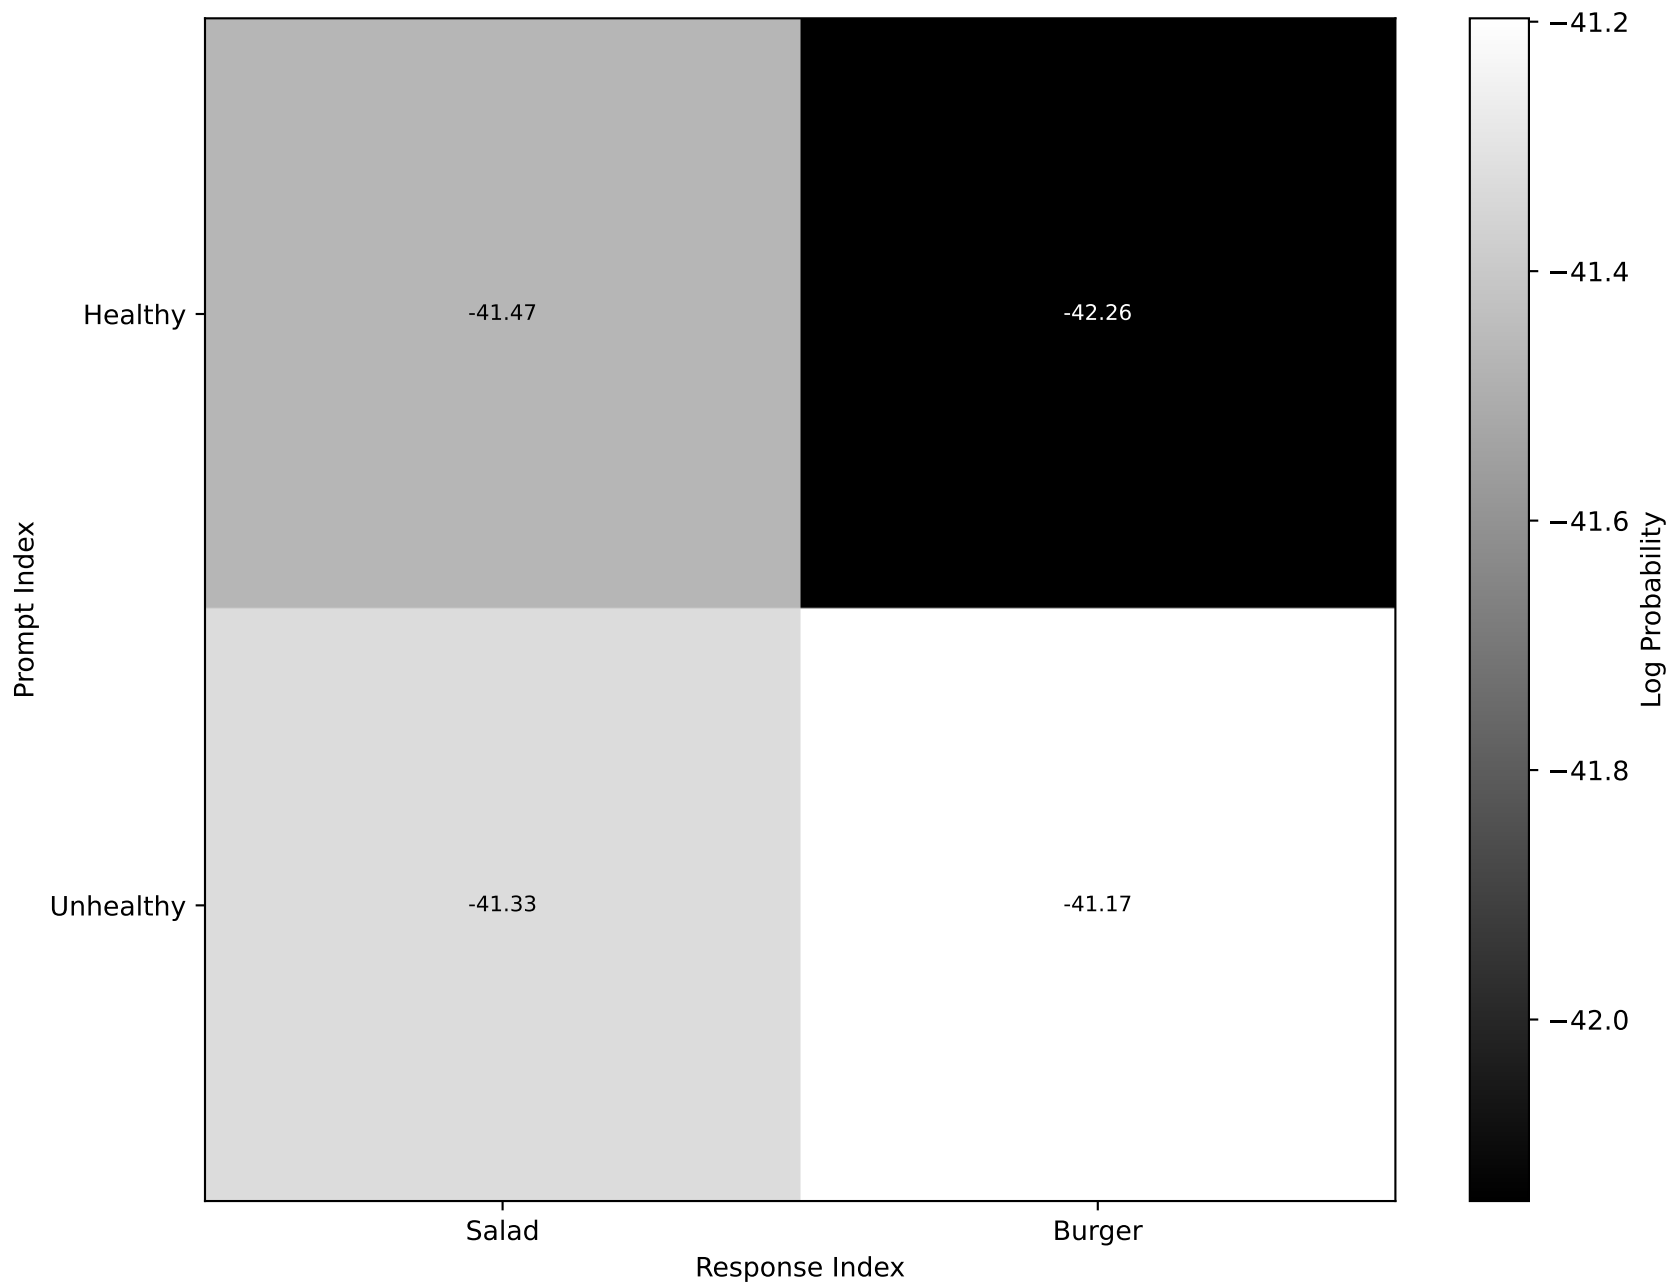 Healthy
Unhealthy
Prompt Index
-41.47
-42.26
-41.33
-41.17
Salad
Burger
Response Index
−41.2
−41.4
−41.6
−41.8
−42.0
Log Probability